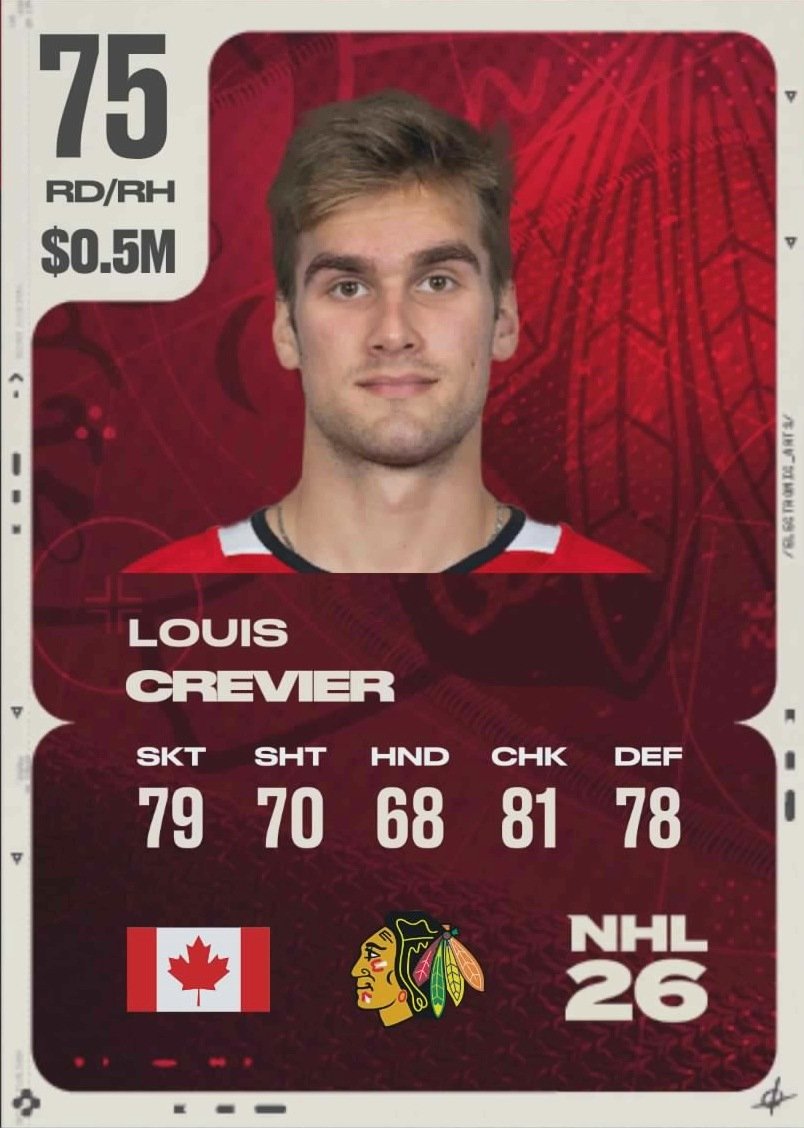 75
RD/RH
$0.5M
LOUIS
CREVIER
SKT SHT HND CHK DEF
79 70 68 81 78
NHL
26
/ELECTRONIC_ARTS/